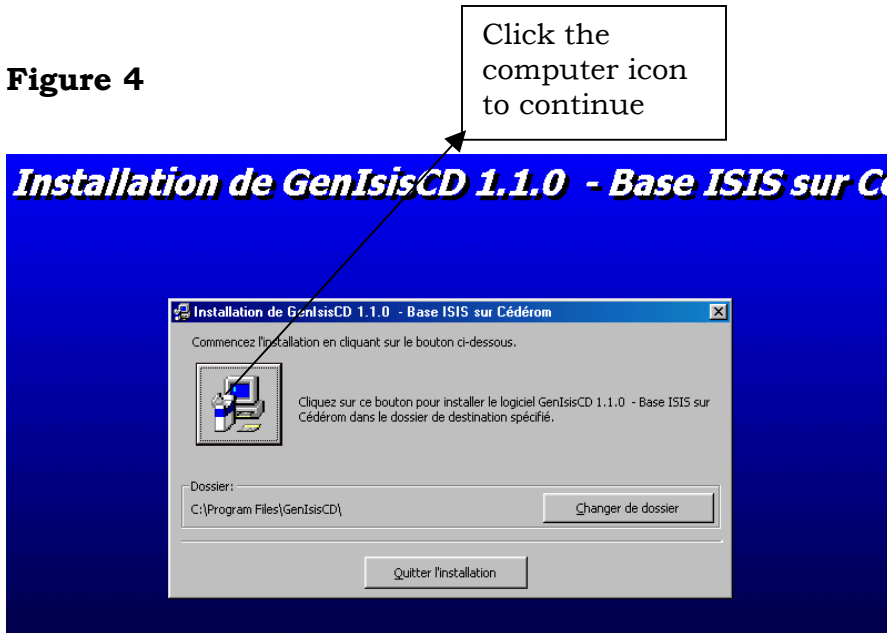 Click the
computer icon
to continue
Figure 4
Installation de GenIsisCD 1.1.0 - Base ISIS sur
Installation de GenIsisCD 1.1.0 - Base ISIS sur Cédérom
Commencez l'installation en cliquant sur le bouton ci-dessous.
Cliquez sur ce bouton pour installer le logiciel GenIsisCD 1.1.0 - Base ISIS sur
Cédérom dans le dossier de destination spécifié.
Dossier:
C:\Program Files\GenIsisCD\
Changer de dossier
Quitter l'installation